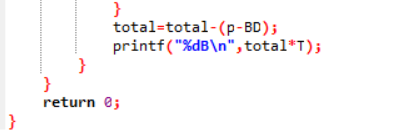 }
total=total-(p-BD);
printf("%dB\n",total*T);
}
}
return 0;
}